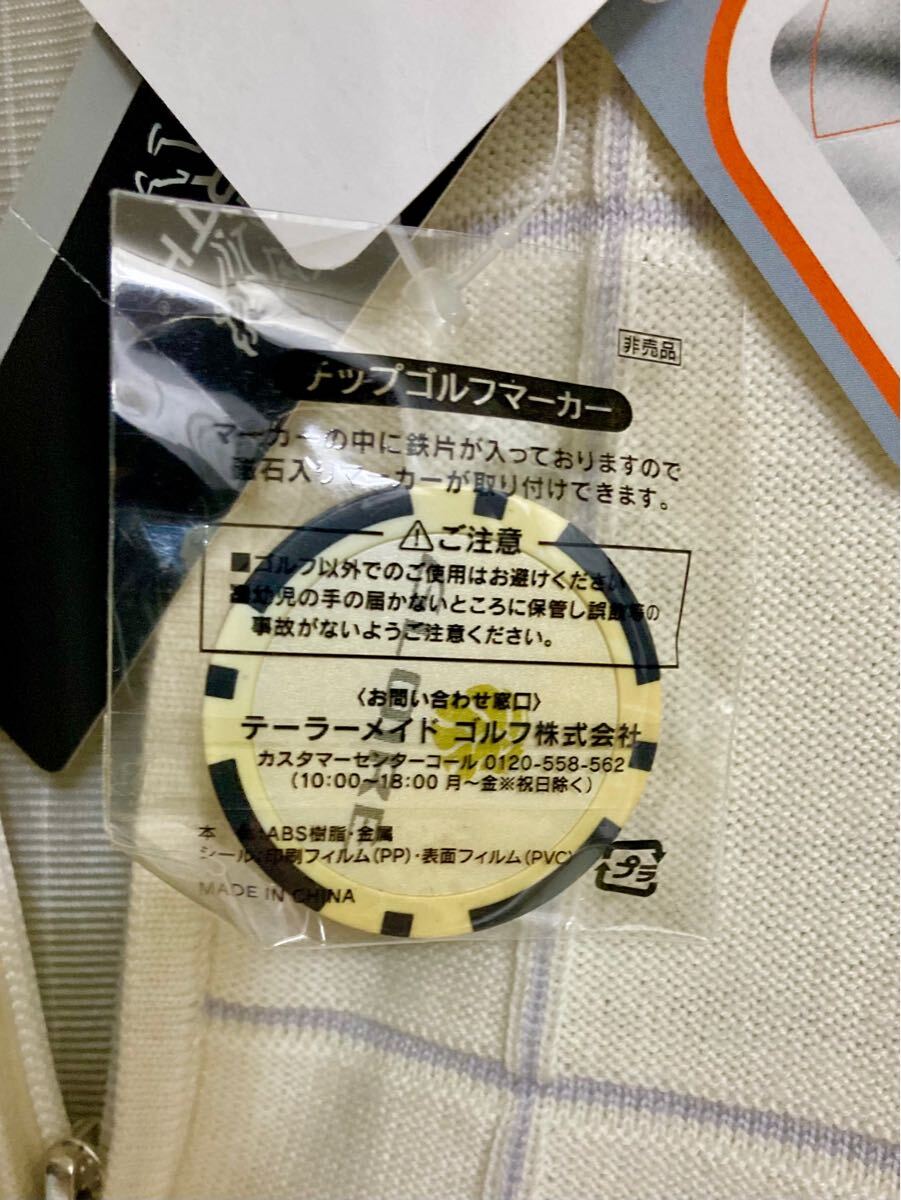 非売品
チップゴルフマーカー
マーカーの中に鉄片が入っておりますので
磁石入りマーカーが取り付けできます。
⚠ご注意
■ゴルフ以外でのご使用はお避けください
■幼児の手の届かないところに保管し誤飲等の
事故がないようご注意ください。
〈お問い合わせ窓口〉
テーラーメイド ゴルフ株式会社
カスタマーセンターコール 0120-558-562
(10:00〜18:00 月〜金※祝日除く)
本 ・ABS樹脂・金属
シール:印刷フィルム(PP)・表面フィルム(PVC)
プラ
MADE IN CHINA